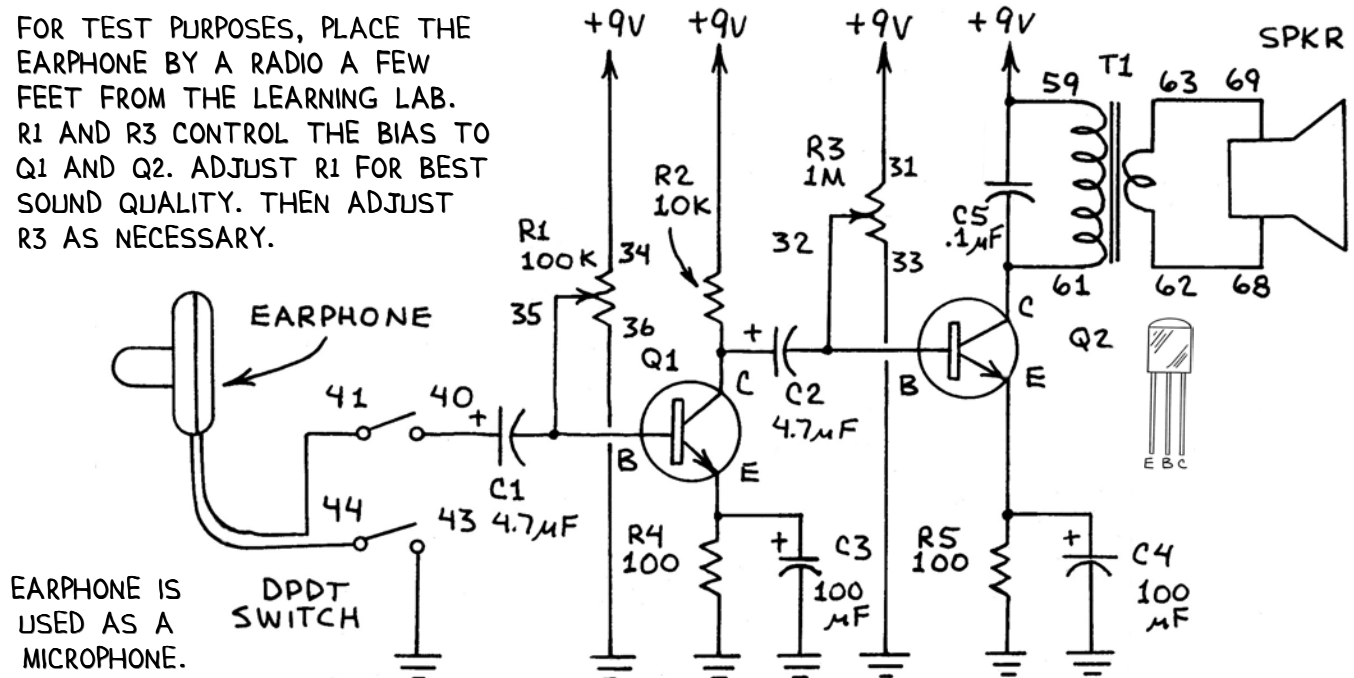 FOR TEST PURPOSES, PLACE THE
EARPHONE BY A RADIO A FEW
FEET FROM THE LEARNING LAB.
R1 AND R3 CONTROL THE BIAS TO
Q1 AND Q2. ADJUST R1 FOR BEST
SOUND QUALITY. THEN ADJUST
R3 AS NECESSARY.
+9V
+9V
+9V
+9V
SPKR
59
T1
63
69
R3
1M
31
R2
10K
C5
.1µF
R1
100K
34
32
33
61
62
68
35
36
EARPHONE
Q1
+
C
C2
4.7µF
B
C
Q2
E
E B C
41
40
+
C1
4.7µF
B
E
44
43
R4
100
+
C3
100
µF
R5
100
+
C4
100
µF
DPDT
SWITCH
EARPHONE IS
USED AS A
MICROPHONE.